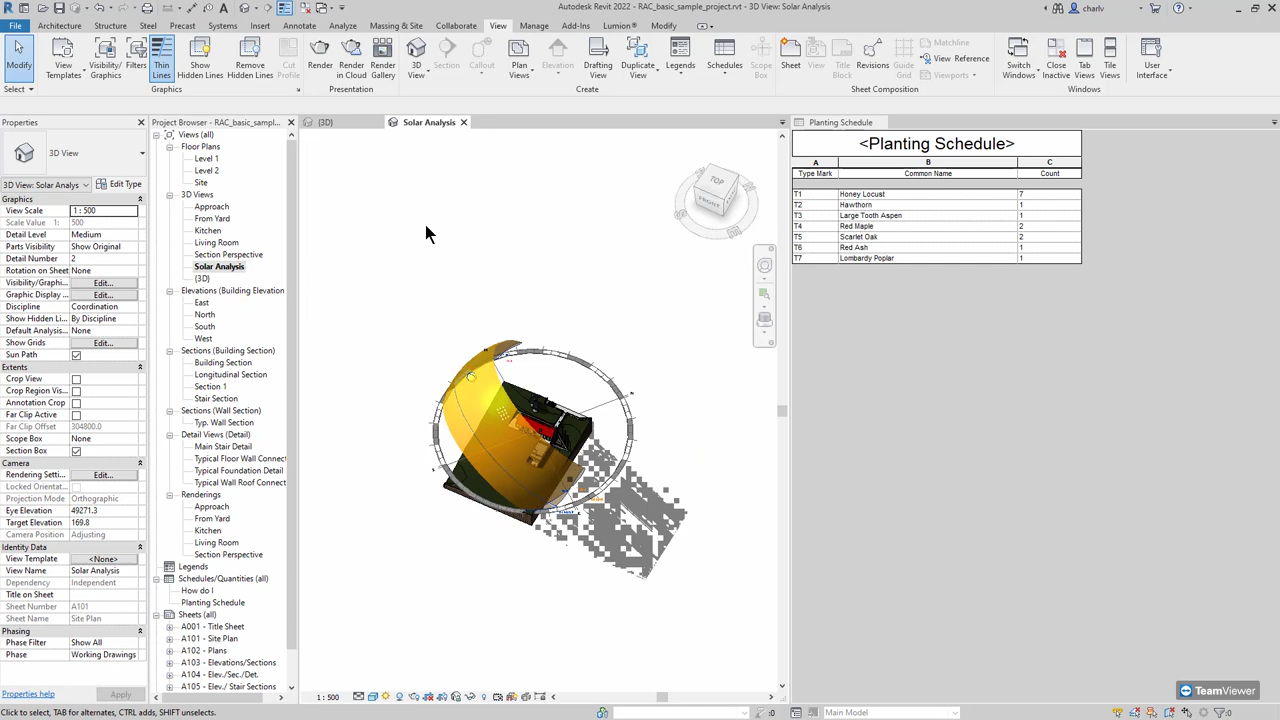 Autodesk Revit 2022 - RAC_basic_sample_project.rvt - 3D View: Solar Analysis
charlv
File Architecture Structure Steel Precast Systems Insert Annotate Analyze Massing & Site Collaborate View Manage Add-Ins Lumion® Modify
Modify
View Templates
Visibility/ Graphics
Filters
Thin Lines
Show Hidden Lines
Remove Hidden Lines
Cut Profile
Render
Render in Cloud
Render Gallery
3D View
Section
Callout
Plan Views
Elevation
Drafting View
Duplicate View
Legends
Schedules
Scope Box
Sheet
View
Title Block
Revisions
Guide Grid
Matchline
View Reference
Viewports
Switch Windows
Close Inactive
Tab Views
Tile Views
User Interface
Select Graphics Presentation Create Sheet Composition Windows
Properties
3D View
3D View: Solar Analys Edit Type
Graphics
View Scale 1 : 500
Scale Value 1: 500
Detail Level Medium
Parts Visibility Show Original
Detail Number 2
Rotation on Sheet None
Visibility/Graphi... Edit...
Graphic Display ... Edit...
Discipline Coordination
Show Hidden Li... By Discipline
Default Analysis... None
Show Grids Edit...
Sun Path
Extents
Crop View
Crop Region Vis...
Annotation Crop
Far Clip Active
Far Clip Offset 304800.0
Scope Box None
Section Box
Camera
Rendering Setti... Edit...
Locked Orientat...
Projection Mode Orthographic
Eye Elevation 49271.3
Target Elevation 169.8
Camera Position Adjusting
Identity Data
View Template <None>
View Name Solar Analysis
Dependency Independent
Title on Sheet
Sheet Number A101
Sheet Name Site Plan
Phasing
Phase Filter Show All
Phase Working Drawings
Properties help Apply
Project Browser - RAC_basic_samp...
Views (all)
Floor Plans
Level 1
Level 2
Site
3D Views
Approach
From Yard
Kitchen
Living Room
Section Perspective
Solar Analysis
{3D}
Elevations (Building Elevation
East
North
South
West
Sections (Building Section)
Building Section
Longitudinal Section
Section 1
Stair Section
Sections (Wall Section)
Typ. Wall Section
Detail Views (Detail)
Main Stair Detail
Typical Floor Wall Connect
Typical Foundation Detail
Typical Wall Roof Connect
Renderings
Approach
From Yard
Kitchen
Living Room
Section Perspective
Legends
Schedules/Quantities (all)
How do I
Planting Schedule
Sheets (all)
A001 - Title Sheet
A101 - Site Plan
A102 - Plans
A103 - Elevations/Sections
A104 - Elev./Sec./Det.
A105 - Elev./ Stair Sections
{3D}
Solar Analysis
TOP
FRONT
1 : 500
Planting Schedule
<Planting Schedule>
A B C
Type Mark Common Name Count
T1 Honey Locust 7
T2 Hawthorn 1
T3 Large Tooth Aspen 1
T4 Red Maple 2
T5 Scarlet Oak 2
T6 Red Ash 1
T7 Lombardy Poplar 1
TeamViewer
Click to select, TAB for alternates, CTRL adds, SHIFT unselects.
:0
Main Model
:0